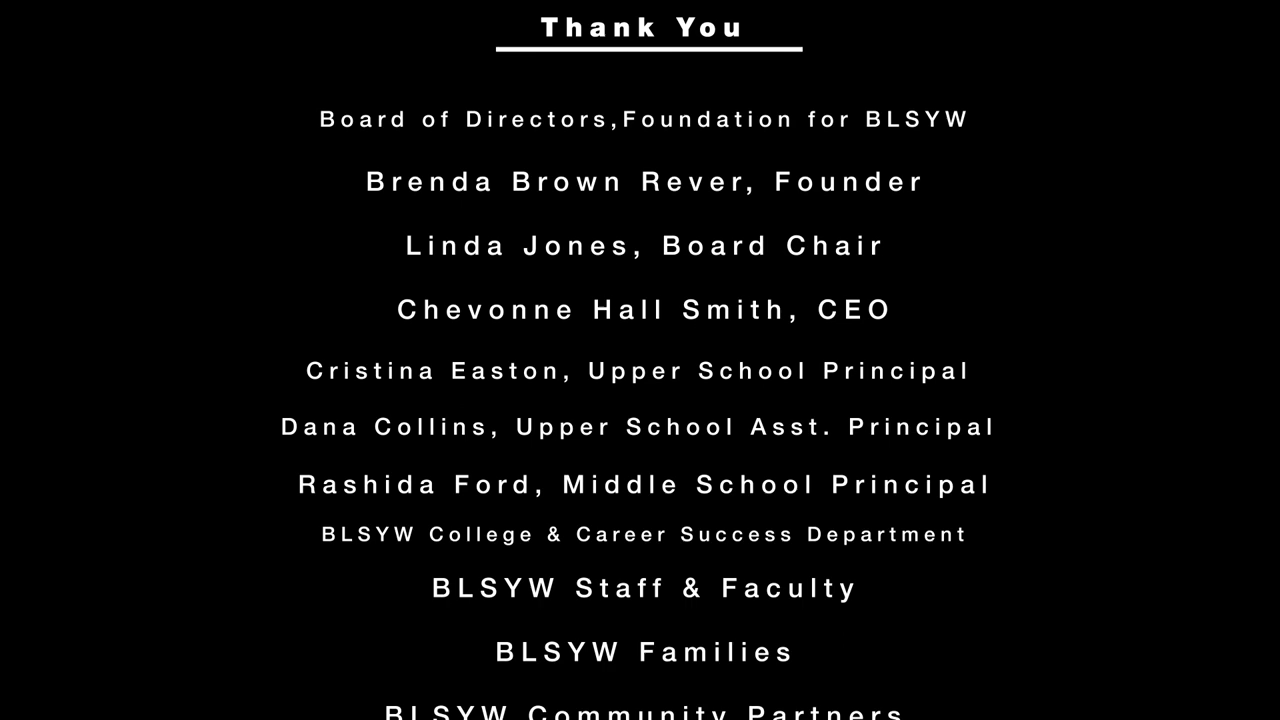 Thank You
Board of Directors,Foundation for BLSYW
Brenda Brown Rever, Founder
Linda Jones, Board Chair
Chevonne Hall Smith, CEO
Cristina Easton, Upper School Principal
Dana Collins, Upper School Asst. Principal
Rashida Ford, Middle School Principal
BLSYW College & Career Success Department
BLSYW Staff & Faculty
BLSYW Families
BLSYW Community Partners